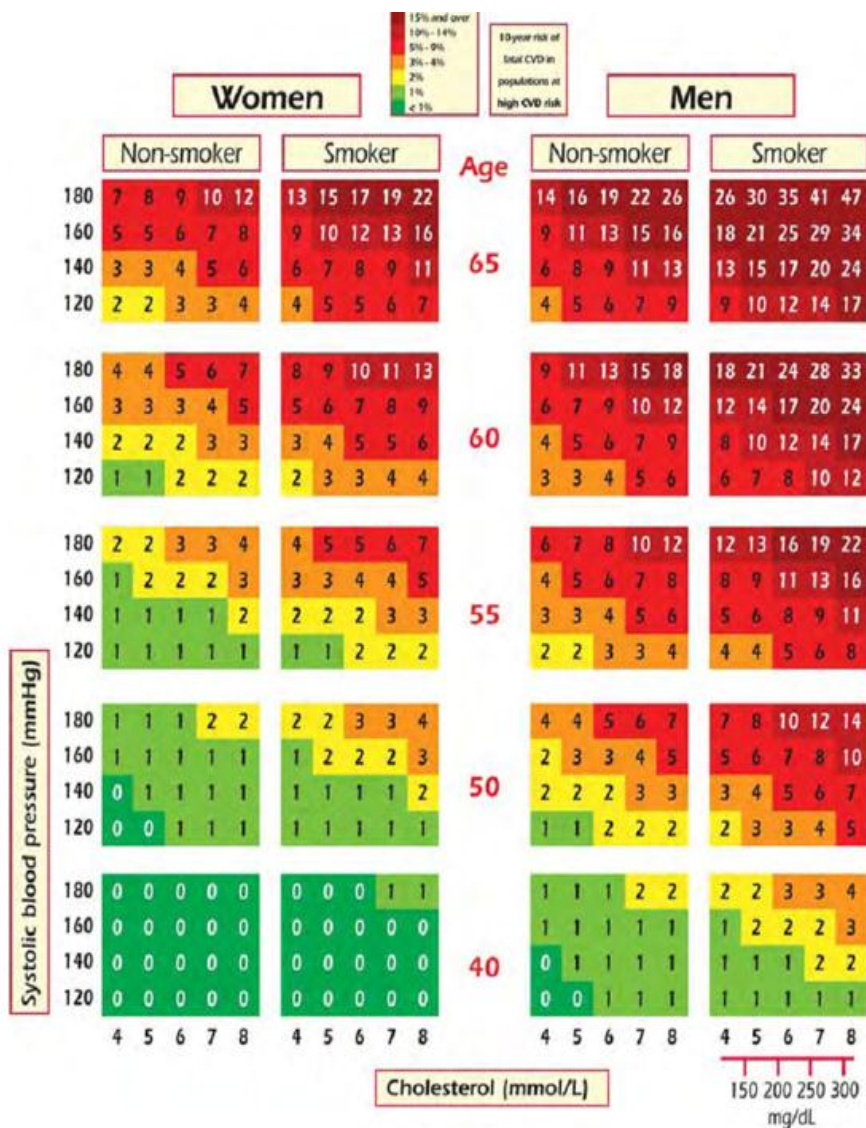 15% and over
10%-14%
5%-9%
3%-4%
2%
1%
< 1%
10-year risk of
fatal CVD in
populations at
high CVD risk
Women
Men
Non-smoker Smoker Age Non-smoker Smoker
180 7 8 9 10 12 13 15 17 19 22 14 16 19 22 26 26 30 35 41 47
160 5 5 6 7 8 9 10 12 13 16 9 11 13 15 16 18 21 25 29 34
65
140 3 3 4 5 6 6 7 8 9 11 6 8 9 11 13 13 15 17 20 24
120 2 2 3 3 4 4 5 5 6 7 4 5 6 7 9 9 10 12 14 17
180 4 4 5 6 7 8 9 10 11 13 9 11 13 15 18 18 21 24 28 33
160 3 3 3 4 5 5 6 7 8 9 6 7 9 10 12 12 14 17 20 24
60
140 2 2 2 3 3 3 4 5 5 6 4 5 6 7 9 8 10 12 14 17
120 1 1 2 2 2 2 3 3 4 4 3 3 4 5 6 6 7 8 10 12
180 2 2 3 3 4 4 5 5 6 7 6 7 8 10 12 12 13 16 19 22
160 1 2 2 2 3 3 3 4 4 5 4 5 6 7 8 8 9 11 13 16
55
140 1 1 1 1 2 2 2 2 3 3 3 3 4 5 6 5 6 8 9 11
120 1 1 1 1 1 1 1 2 2 2 2 2 3 3 4 4 4 5 6 8
180 1 1 1 2 2 2 2 3 3 4 4 4 5 6 7 7 8 10 12 14
160 1 1 1 1 1 1 2 2 2 3 2 3 3 4 5 5 6 7 8 10
50
140 0 1 1 1 1 1 1 1 1 2 2 2 2 3 3 3 4 5 6 7
120 0 0 1 1 1 1 1 1 1 1 1 1 2 2 2 2 3 3 4 5
180 0 0 0 0 0 0 0 0 1 1 1 1 1 2 2 2 2 3 3 4
160 0 0 0 0 0 0 0 0 0 0 1 1 1 1 1 1 2 2 2 3
40
140 0 0 0 0 0 0 0 0 0 0 0 1 1 1 1 1 1 1 2 2
120 0 0 0 0 0 0 0 0 0 0 0 0 1 1 1 1 1 1 1 1
4 5 6 7 8 4 5 6 7 8 4 5 6 7 8 4 5 6 7 8
Systolic blood pressure (mmHg)
Cholesterol (mmol/L)
150 200 250 300
mg/dL